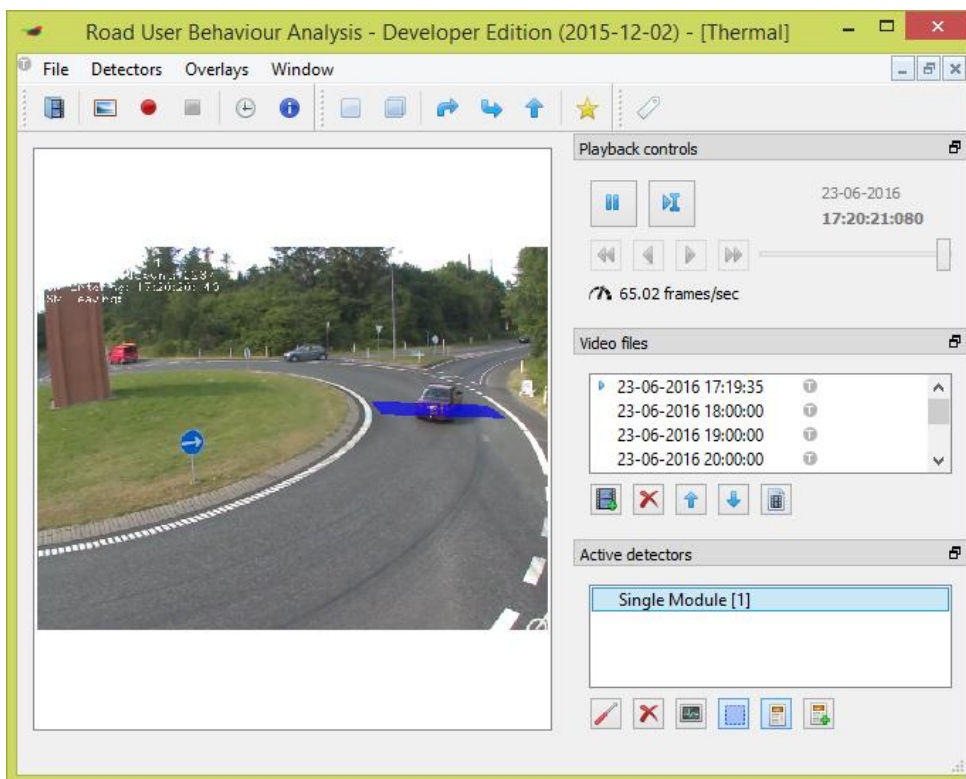 Road User Behaviour Analysis - Developer Edition (2015-12-02) - [Thermal]
File Detectors Overlays Window
Playback controls
23-06-2016
17:20:21:080
65.02 frames/sec
Video files
23-06-2016 17:19:35 T
23-06-2016 18:00:00 T
23-06-2016 19:00:00 T
23-06-2016 20:00:00 T
Active detectors
Single Module [1]